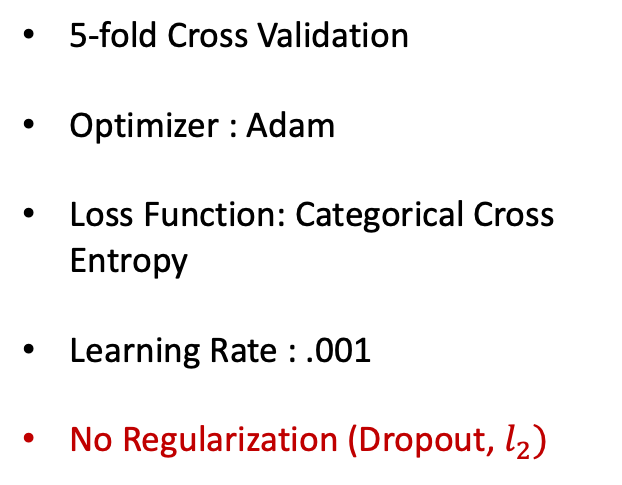 • 5-fold Cross Validation
• Optimizer : Adam
• Loss Function: Categorical Cross
Entropy
• Learning Rate : .001
• No Regularization (Dropout, l₂)